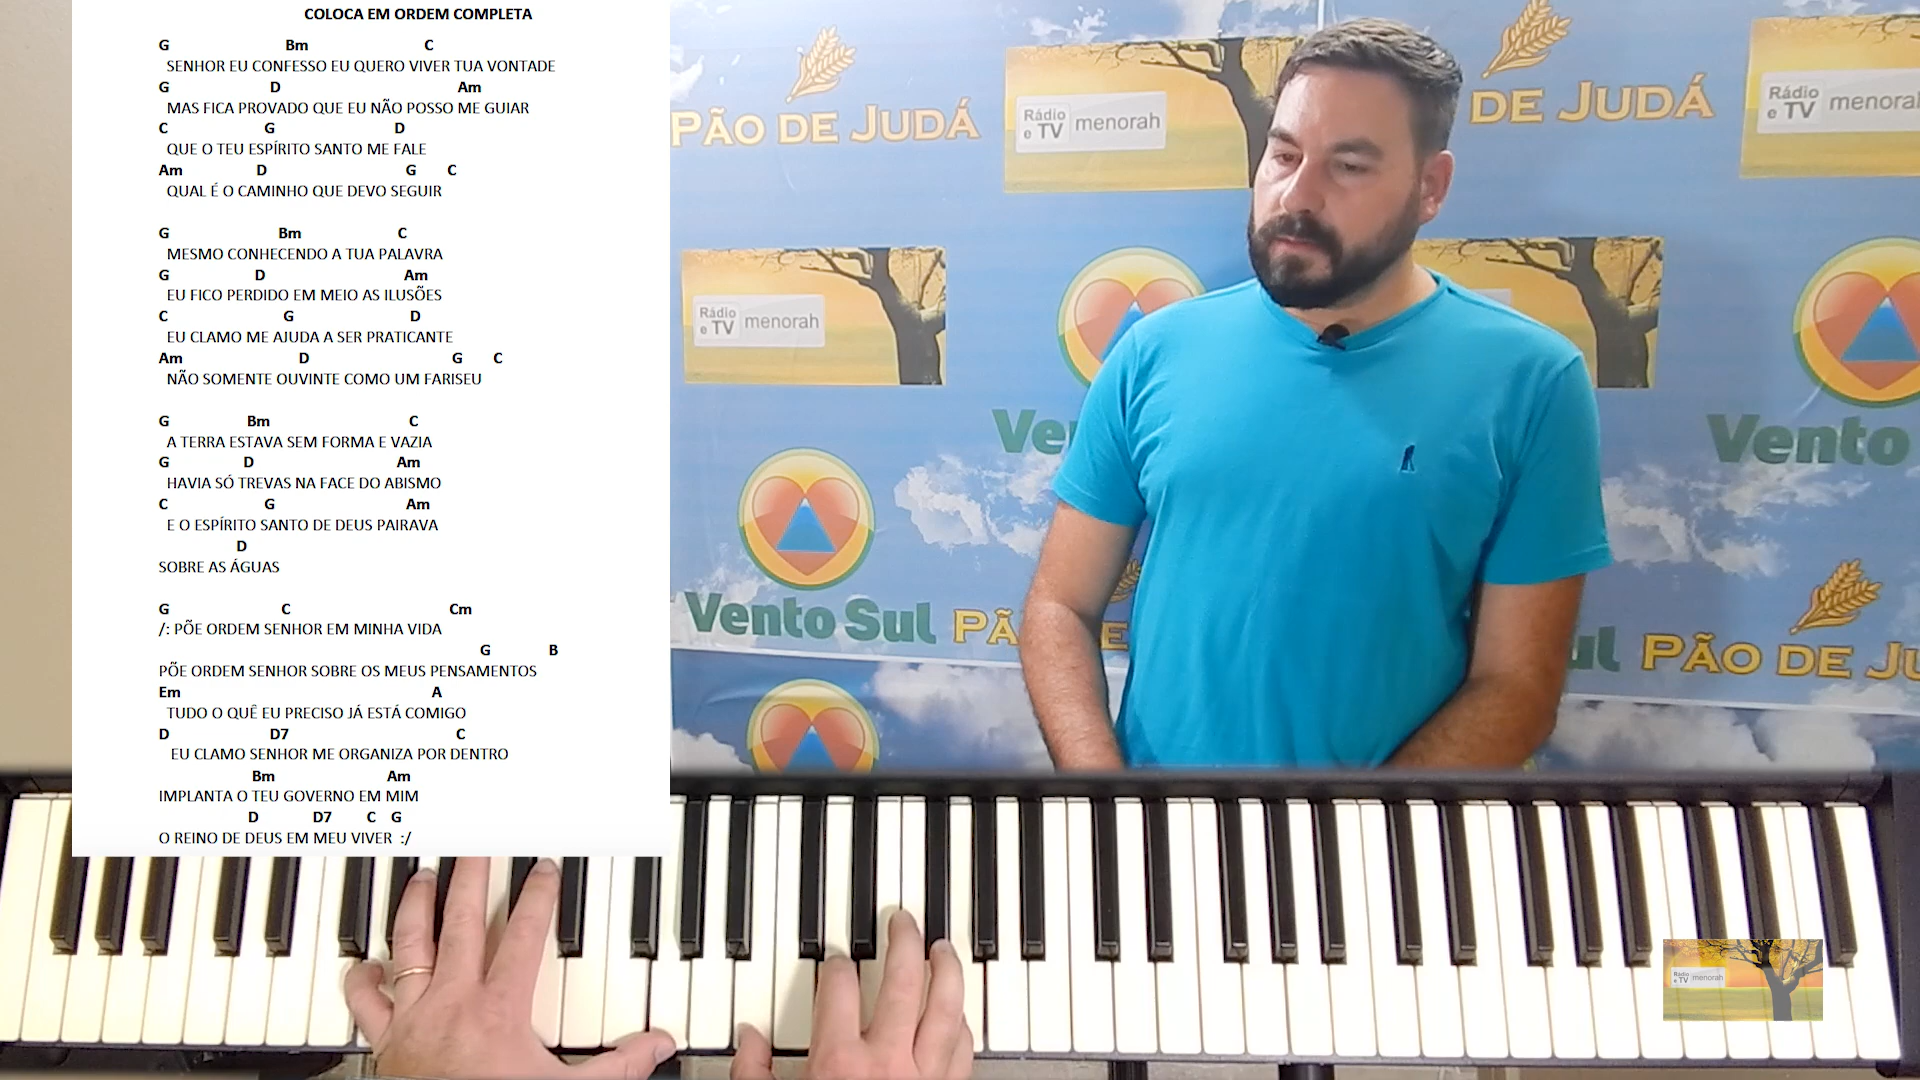 COLOCA EM ORDEM COMPLETA
G Bm C
SENHOR EU CONFESSO EU QUERO VIVER TUA VONTADE
G D Am
MAS FICA PROVADO QUE EU NÃO POSSO ME GUIAR
C G D
QUE O TEU ESPÍRITO SANTO ME FALE
Am D G C
QUAL É O CAMINHO QUE DEVO SEGUIR
G Bm C
MESMO CONHECENDO A TUA PALAVRA
G D Am
EU FICO PERDIDO EM MEIO AS ILUSÕES
C G D
EU CLAMO ME AJUDA A SER PRATICANTE
Am D G C
NÃO SOMENTE OUVINTE COMO UM FARISEU
G Bm C
A TERRA ESTAVA SEM FORMA E VAZIA
G D Am
HAVIA SÓ TREVAS NA FACE DO ABISMO
C G Am
E O ESPÍRITO SANTO DE DEUS PAIRAVA
D
SOBRE AS ÁGUAS
G C Cm
/: PÕE ORDEM SENHOR EM MINHA VIDA
G B
PÕE ORDEM SENHOR SOBRE OS MEUS PENSAMENTOS
Em A
TUDO O QUÊ EU PRECISO JÁ ESTÁ COMIGO
D D7 C
EU CLAMO SENHOR ME ORGANIZA POR DENTRO
Bm Am
IMPLANTA O TEU GOVERNO EM MIM
D D7 C G
O REINO DE DEUS EM MEU VIVER :/
PÃO DE JUDÁ
Rádio e TV menorah
DE JUDÁ
Rádio e TV menorah
Rádio e TV menorah
Ve
Vento
Vento Sul
PÃ
E
ul
PÃO DE JU
Rádio e TV menorah